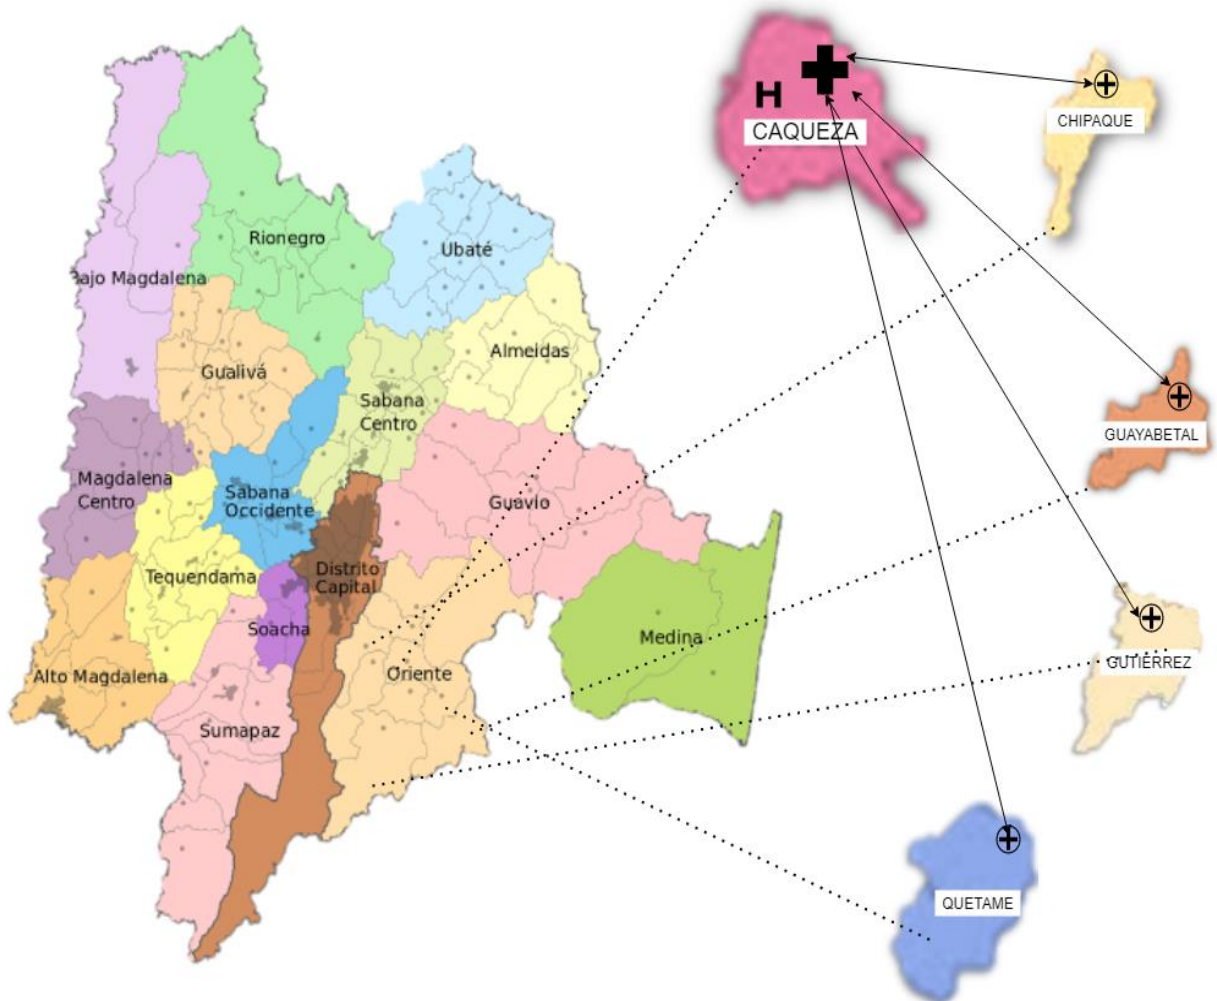 H
CAQUEZA
CHIPAQUE
Rionegro
Ubaté
Bajo Magdalena
Almeidas
Gualivá
Sabana
Centro
GUAYABETAL
Magdalena
Centro
Sabana
Occidente
Guavio
Tequendama
Distrito
Capital
Soacha
Medina
GUTIÉRREZ
Alto Magdalena
Oriente
Sumapaz
QUETAME